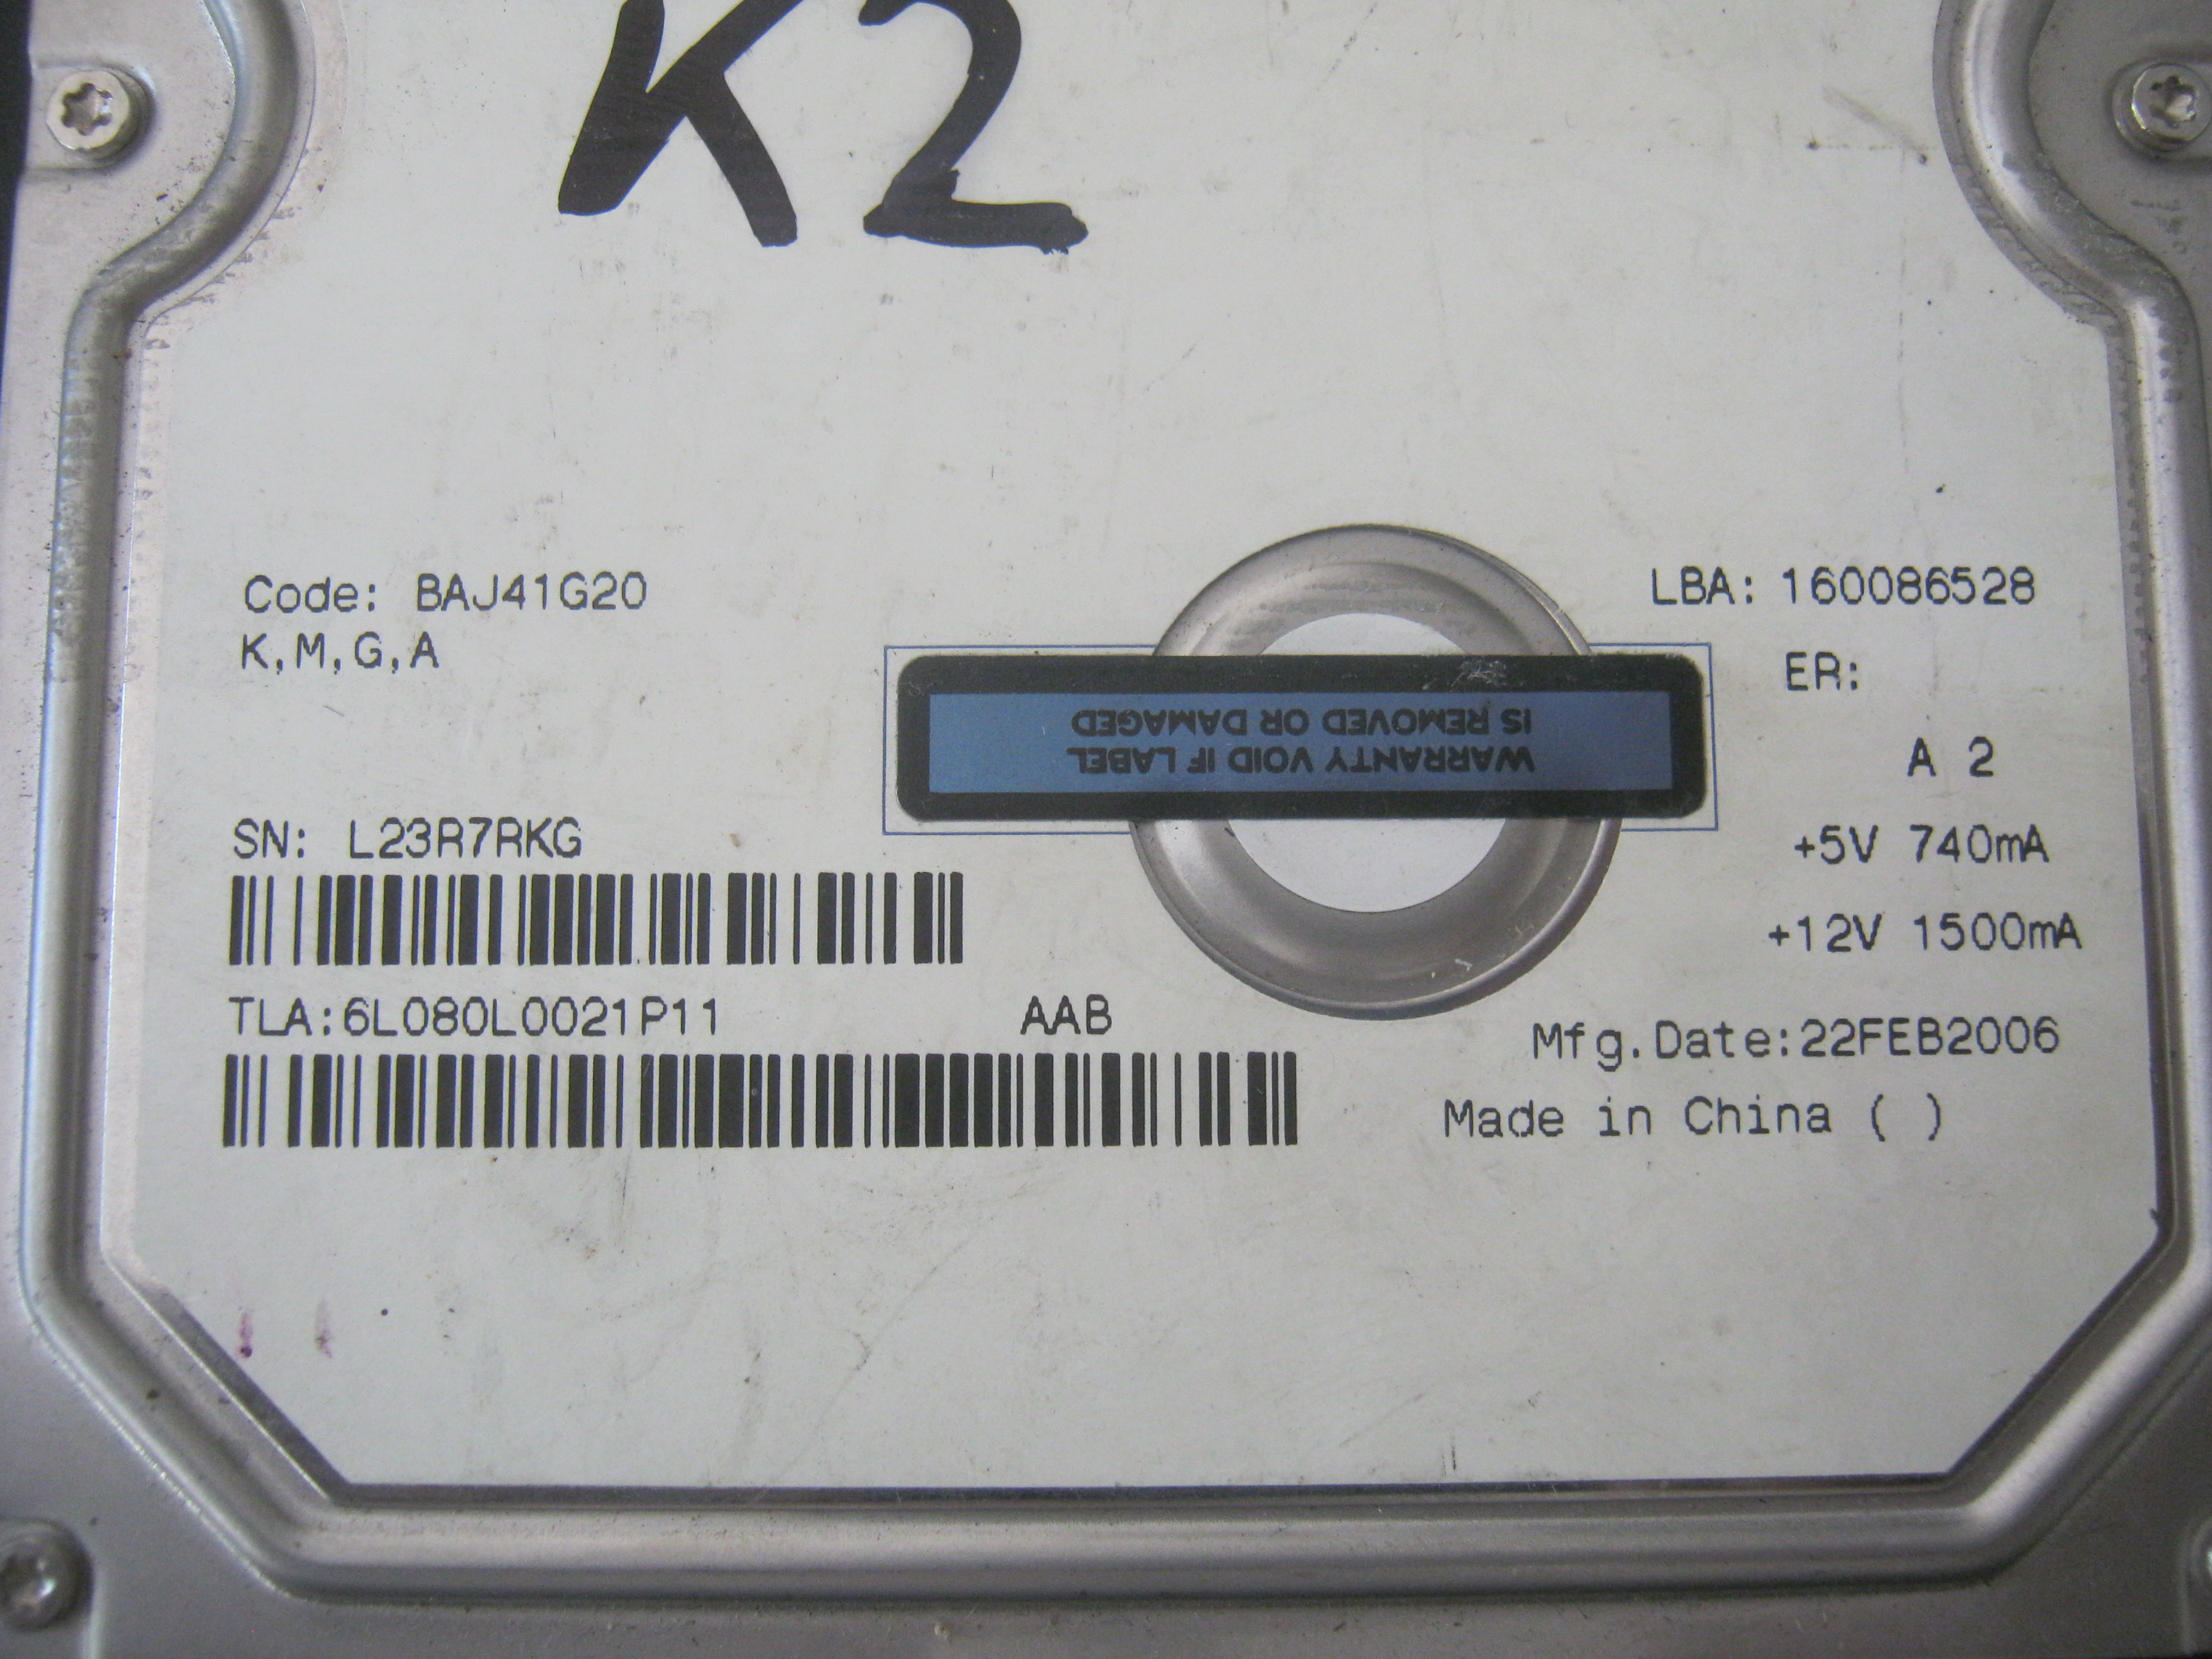 K2
Code: BAJ41G20
K,M,G,A
LBA: 160086528
ER:
WARRANTY VOID IF LABEL
IS REMOVED OR DAMAGED
A 2
SN: L23R7RKG
+5V 740mA
+12V 1500mA
TLA:6L080L0021P11 AAB
Mfg.Date:22FEB2006
Made in China ( )